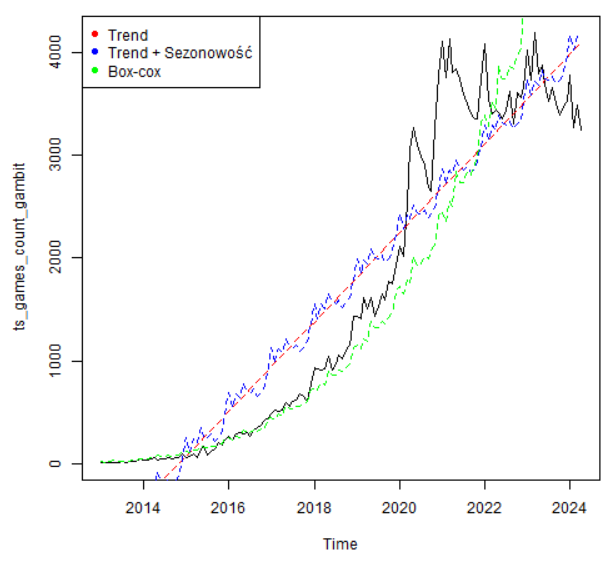 Trend
Trend + Sezonowość
Box-cox
ts_games_count_gambit
4000
3000
2000
1000
0
2014 2016 2018 2020 2022 2024
Time